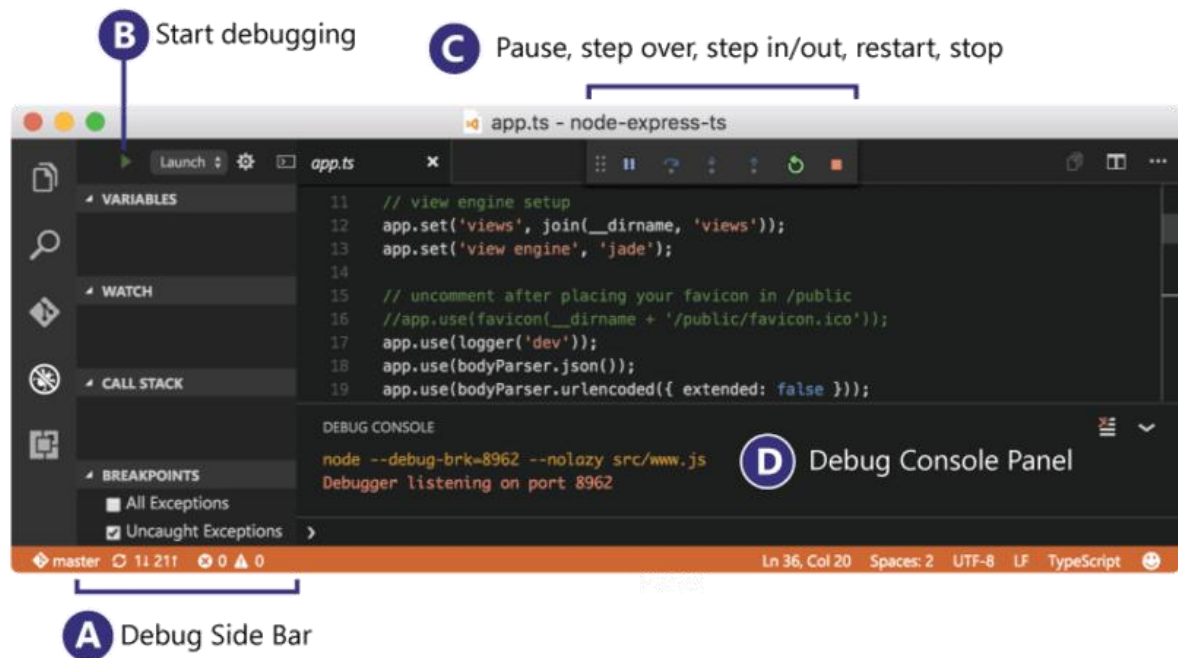 B Start debugging
C Pause, step over, step in/out, restart, stop
app.ts - node-express-ts
Launch
app.ts
VARIABLES
WATCH
CALL STACK
BREAKPOINTS
All Exceptions
Uncaught Exceptions
11 // view engine setup
12 app.set('views', join(__dirname, 'views'));
13 app.set('view engine', 'jade');
14
15 // uncomment after placing your favicon in /public
16 //app.use(favicon(__dirname + '/public/favicon.ico'));
17 app.use(logger('dev'));
18 app.use(bodyParser.json());
19 app.use(bodyParser.urlencoded({ extended: false }));
DEBUG CONSOLE
node --debug-brk=8962 --nolazy src/www.js
Debugger listening on port 8962
D Debug Console Panel
master 1↓ 21↑ 0 0 Ln 36, Col 20 Spaces: 2 UTF-8 LF TypeScript
A Debug Side Bar